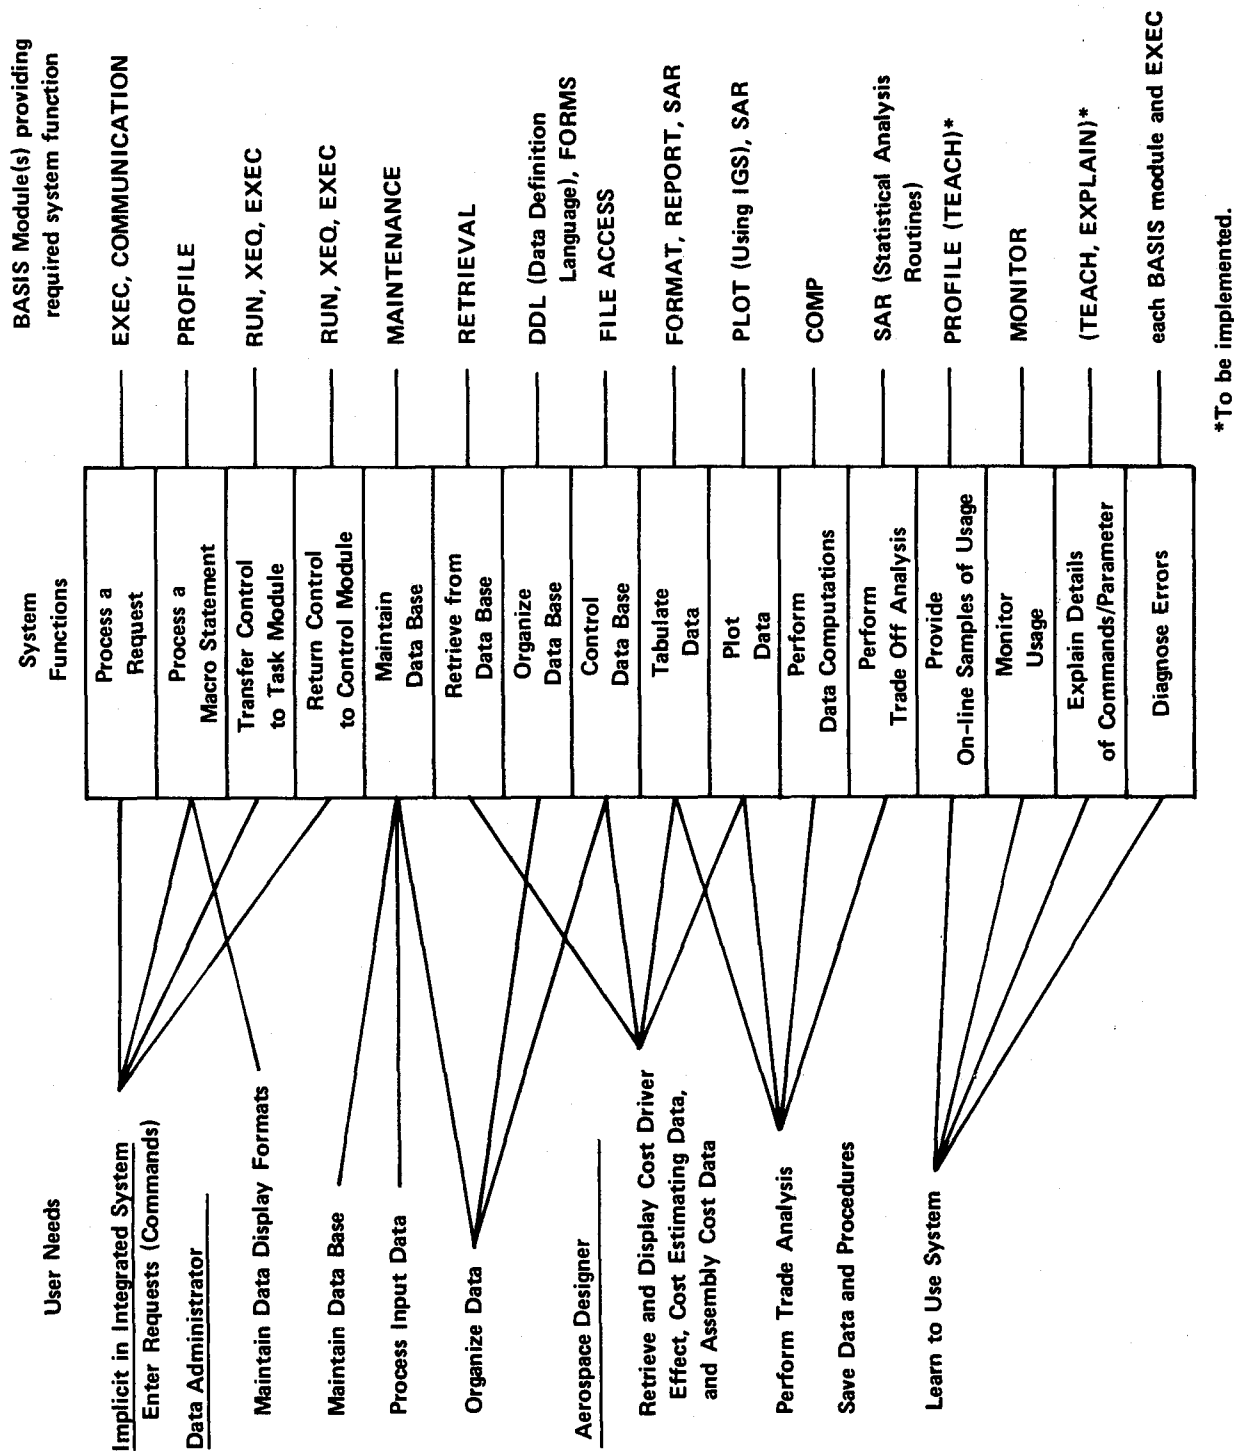 User Needs
Implicit in Integrated System
Enter Requests (Commands)
Data Administrator
Maintain Data Display Formats
Maintain Data Base
Process Input Data
Organize Data
Aerospace Designer
Retrieve and Display Cost Driver
Effect, Cost Estimating Data,
and Assembly Cost Data
Perform Trade Analysis
Save Data and Procedures
Learn to Use System
System
Functions
Process a
Request
Process a
Macro Statement
Transfer Control
to Task Module
Return Control
to Control Module
Maintain
Data Base
Retrieve from
Data Base
Organize
Data Base
Control
Data Base
Tabulate
Data
Plot
Data
Perform
Data Computations
Perform
Trade Off Analysis
Provide
On-line Samples of Usage
Monitor
Usage
Explain Details
of Commands/Parameter
Diagnose Errors
BASIS Module(s) providing
required system function
EXEC, COMMUNICATION
PROFILE
RUN, XEQ, EXEC
RUN, XEQ, EXEC
MAINTENANCE
RETRIEVAL
DDL (Data Definition
Language), FORMS
FILE ACCESS
FORMAT, REPORT, SAR
PLOT (Using IGS), SAR
COMP
SAR (Statistical Analysis
Routines)
PROFILE (TEACH)*
MONITOR
(TEACH, EXPLAIN)*
each BASIS module and EXEC
*To be implemented.